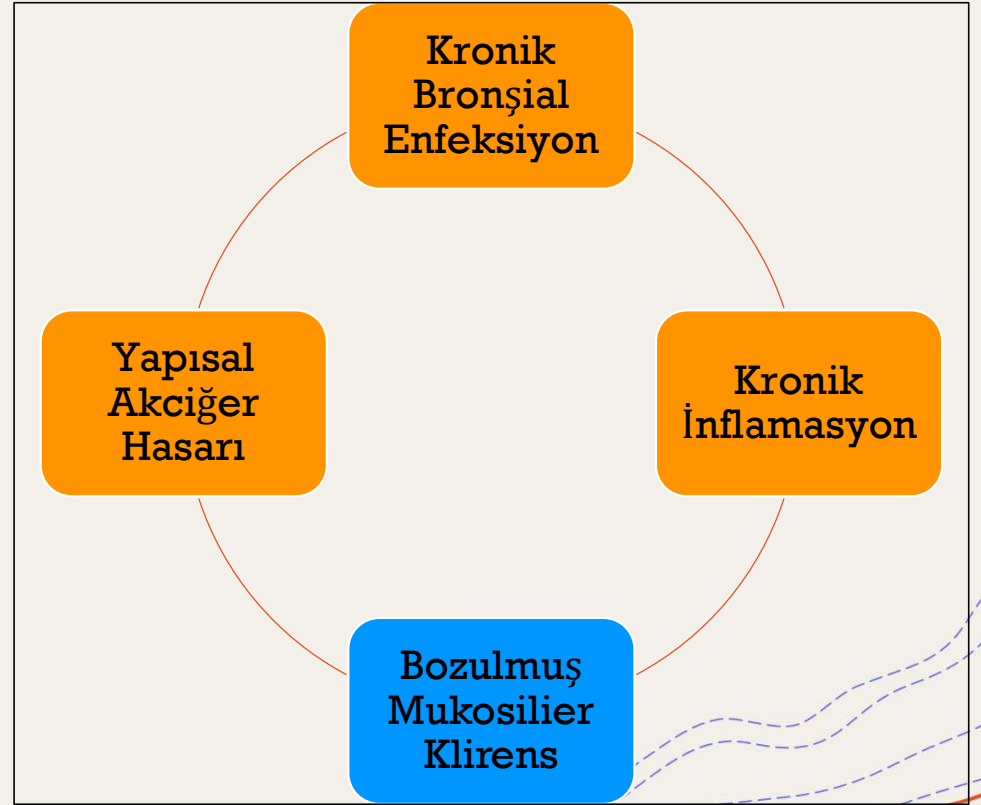 Kronik
Bronşial
Enfeksiyon
Yapısal
Akciğer
Hasarı
Kronik
İnflamasyon
Bozulmuş
Mukosilier
Klirens